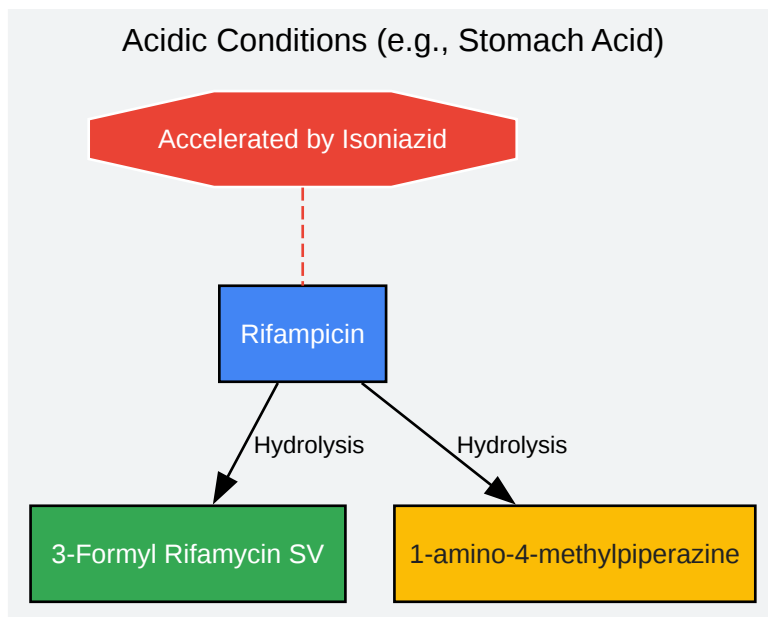 Acidic Conditions (e.g., Stomach Acid)
Accelerated by Isoniazid
Rifampicin
Hydrolysis
Hydrolysis
3-Formyl Rifamycin SV
1-amino-4-methylpiperazine